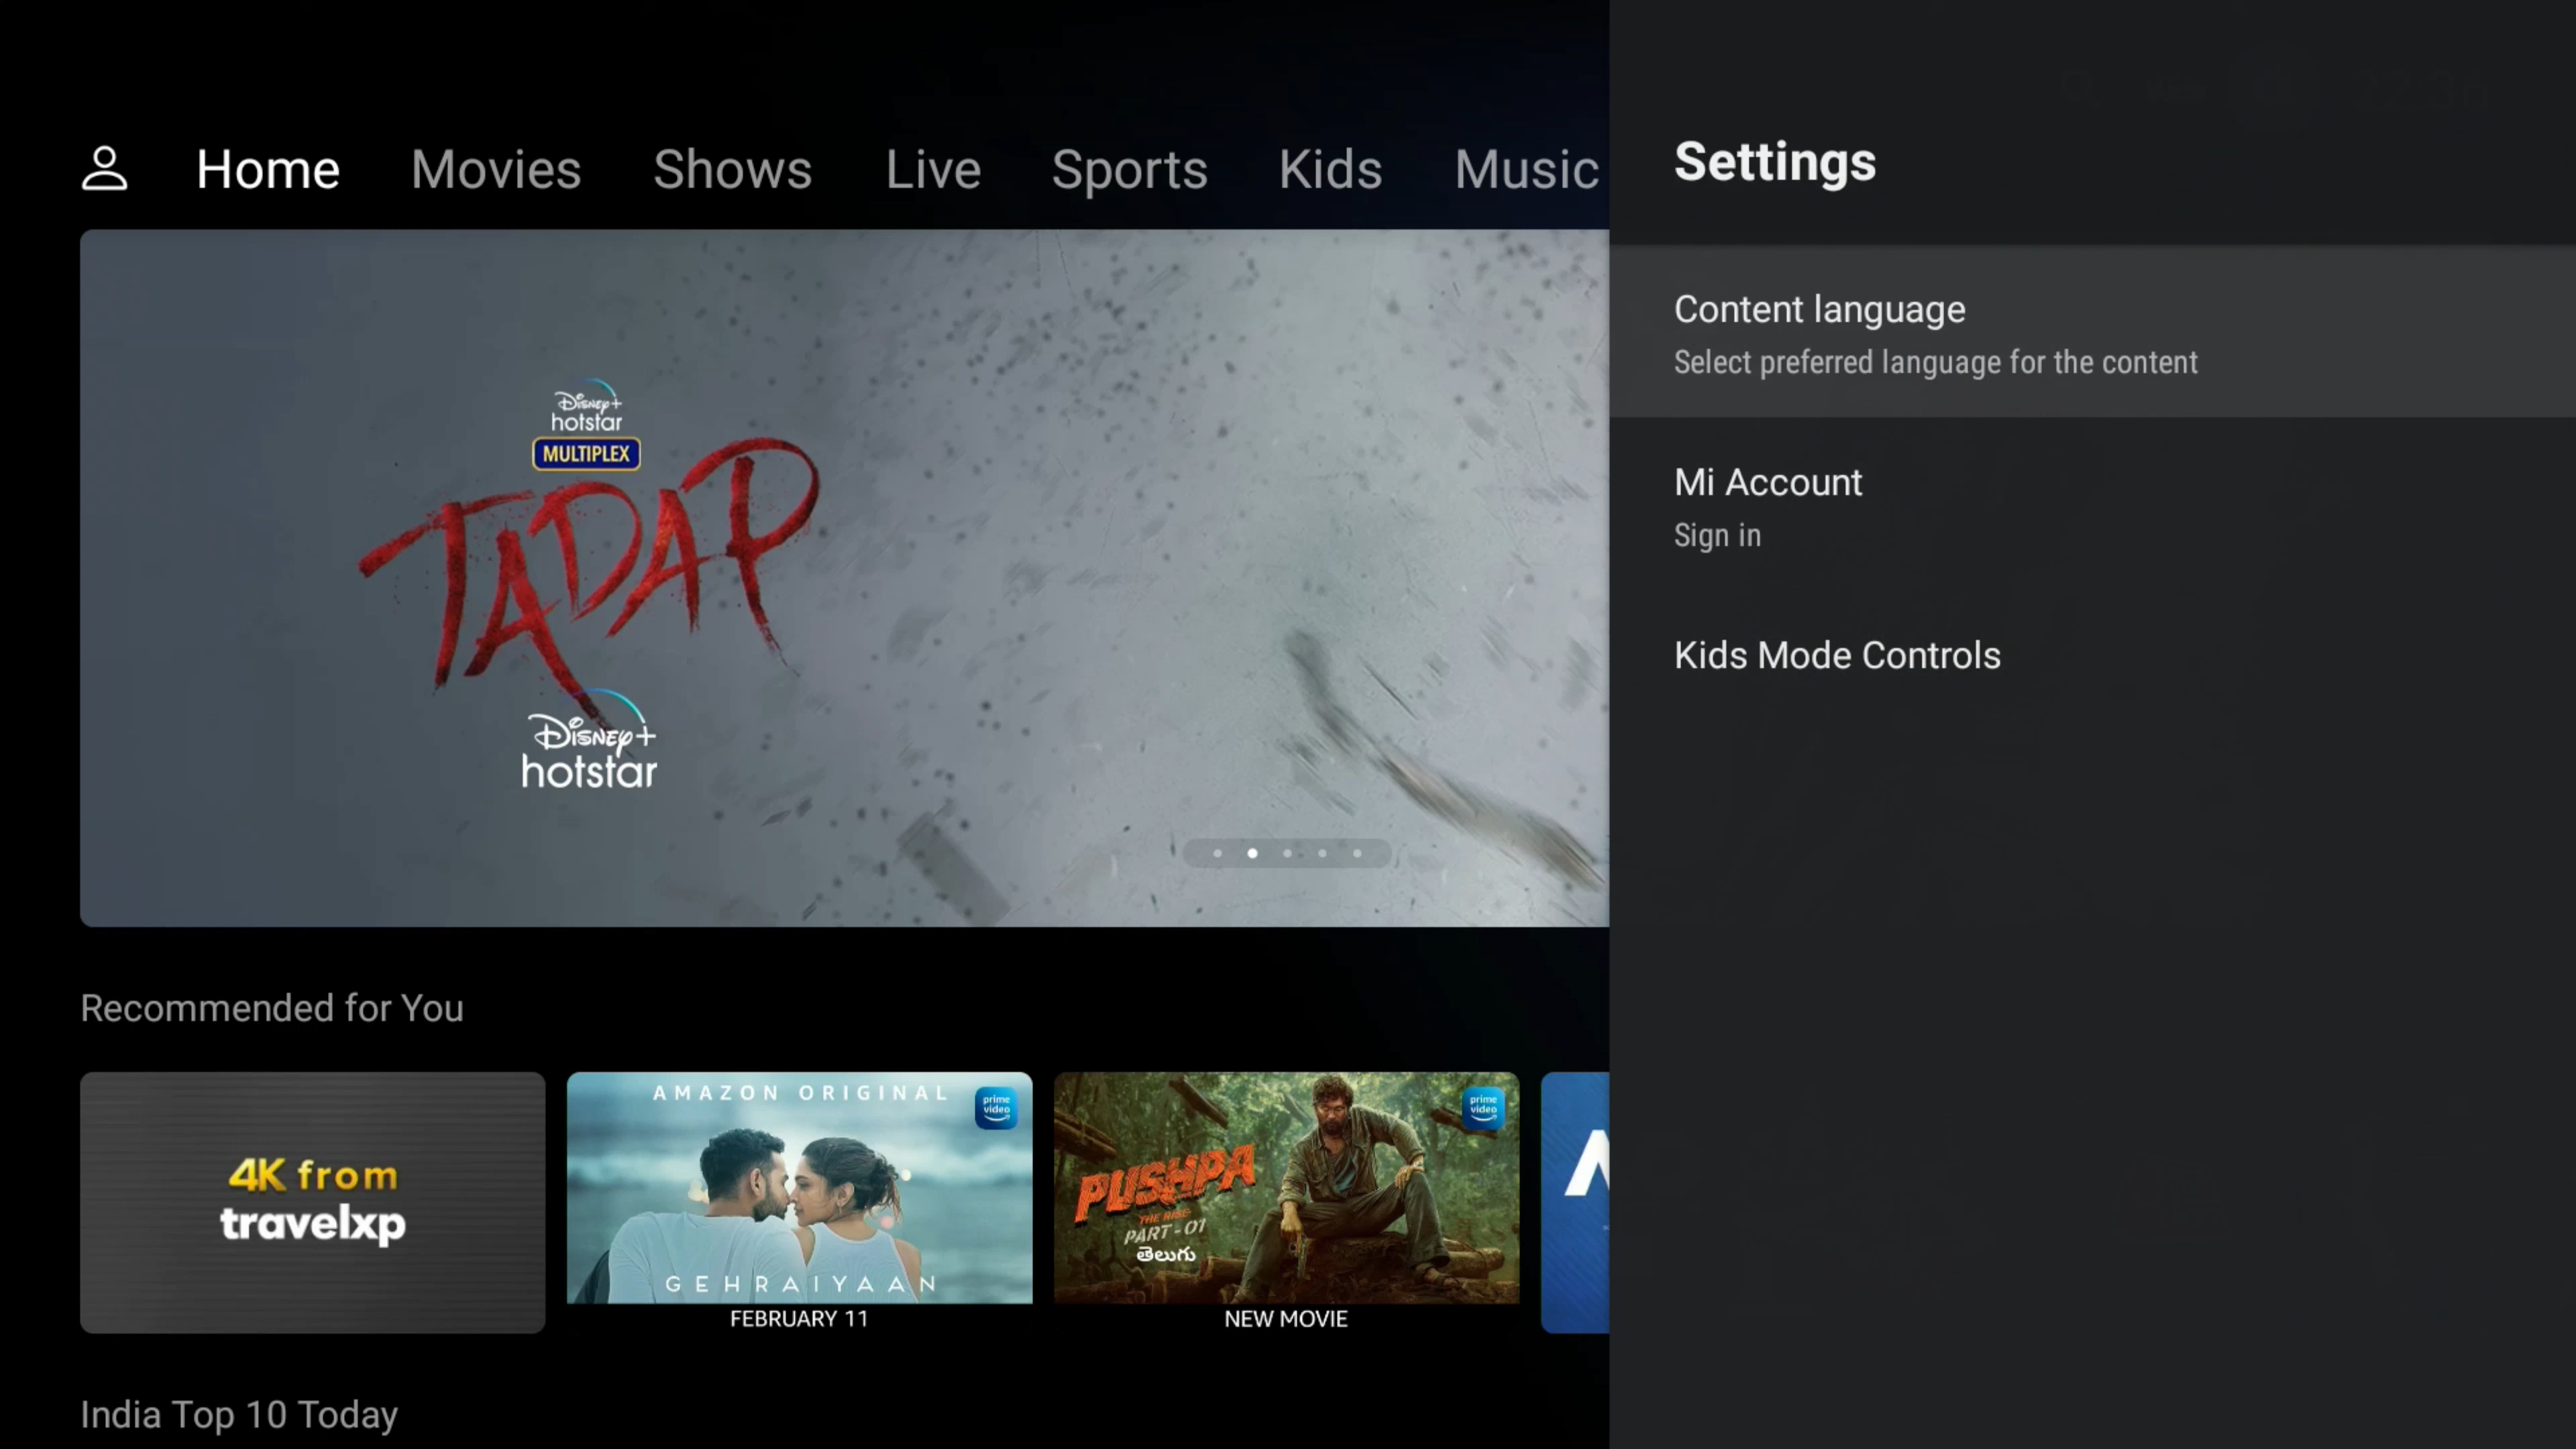 Home Movies Shows Live Sports Kids Music
Disney+
hotstar
MULTIPLEX
TADAP
Disney+
hotstar
Recommended for You
4K from
travelxp
AMAZON ORIGINAL
prime
video
GEHRAIYAAN
FEBRUARY 11
prime
video
PUSHPA
THE RISE
PART-01
తెలుగు
NEW MOVIE
India Top 10 Today
Settings
Content language
Select preferred language for the content
Mi Account
Sign in
Kids Mode Controls